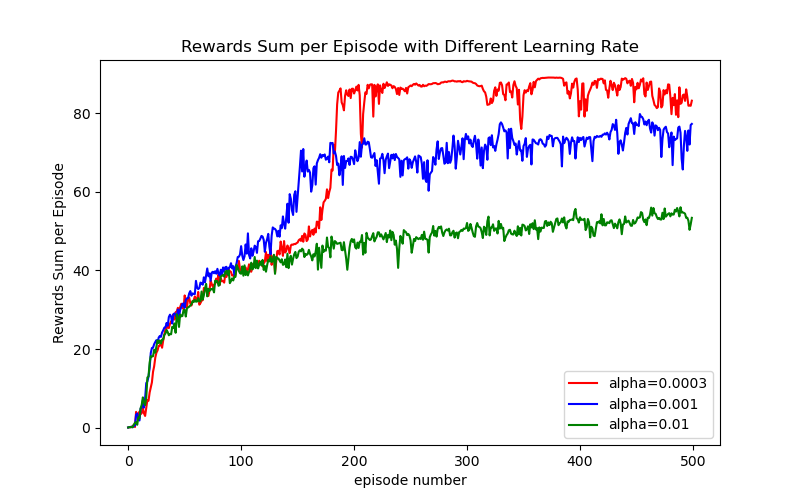 Rewards Sum per Episode with Different Learning Rate
Rewards Sum per Episode
80
60
40
20
0
0 100 200 300 400 500
episode number
alpha=0.0003
alpha=0.001
alpha=0.01